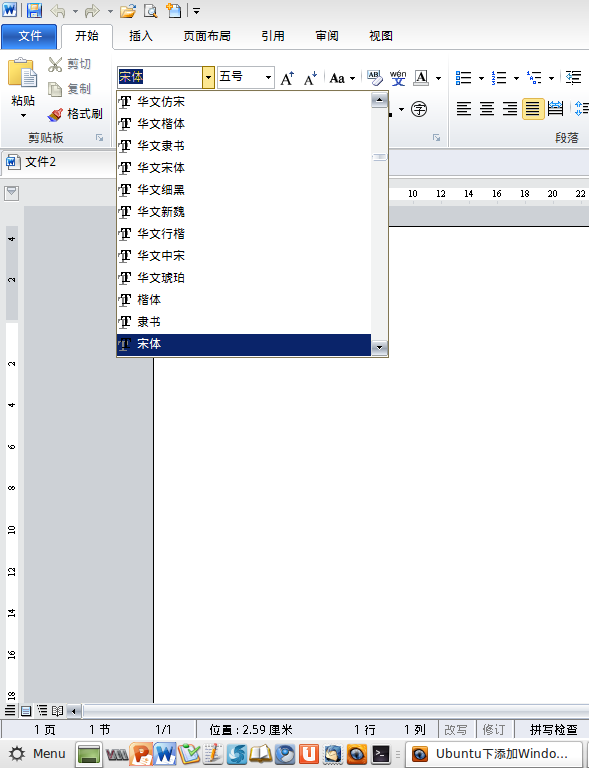 文件 开始 插入 页面布局 引用 审阅 视图
剪切
宋体 五号 Aa wén 文 A
粘贴 复制
格式刷 字
剪贴板 段落
文件2
华文仿宋
华文楷体
华文隶书
华文宋体
华文细黑
华文新魏
华文行楷
华文中宋
华文琥珀
楷体
隶书
宋体
10 12 14 16 18 20 22
4
2
2
4
6
8
10
12
14
16
18
1 页 1 节 1/1 位置 : 2.59 厘米 1 行 1 列 改写 修订 拼写检查
Menu Ubuntu下添加Windo...